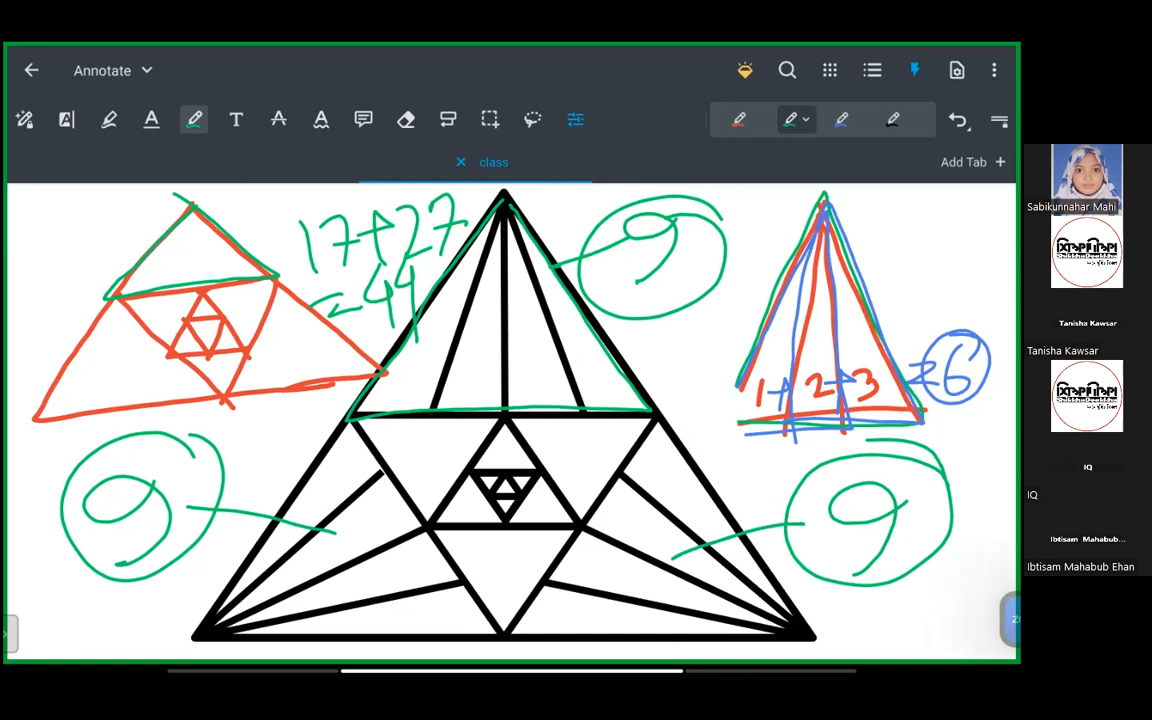 Annotate
T
class
Add Tab
17+27
=44
9
1+2+3
=6
9
9
Sabikunnahar Mahi
Tanisha Kawsar
Tanisha Kawsar
IQ
IQ
Ibtisam Mahabub...
Ibtisam Mahabub Ehan